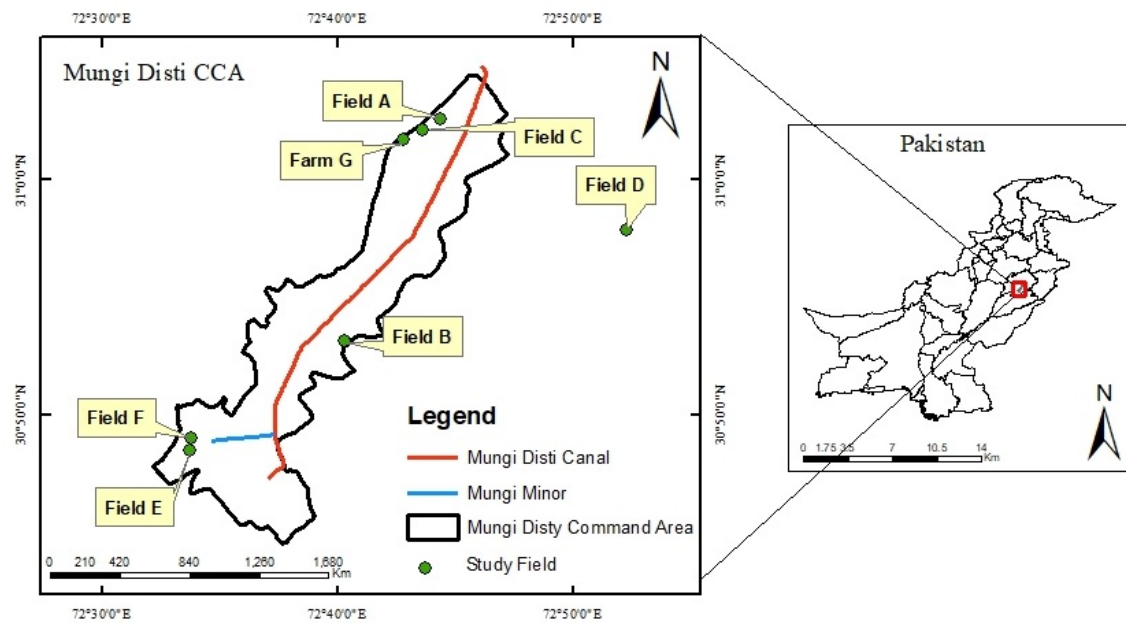 72°30'0"E
72°40'0"E
72°50'0"E
Mungi Disti CCA
N
Field A
Field C
Farm G
Field D
31°0'0"N
31°0'0"N
Field B
Field F
Field E
30°50'0"N
30°50'0"N
Legend
Mungi Disti Canal
Mungi Minor
Mungi Disty Command Area
Study Field
0 210 420 840 1,260 1,680
Km
72°30'0"E
72°40'0"E
72°50'0"E
Pakistan
N
0 1.75 3.5 7 10.5 14
Km